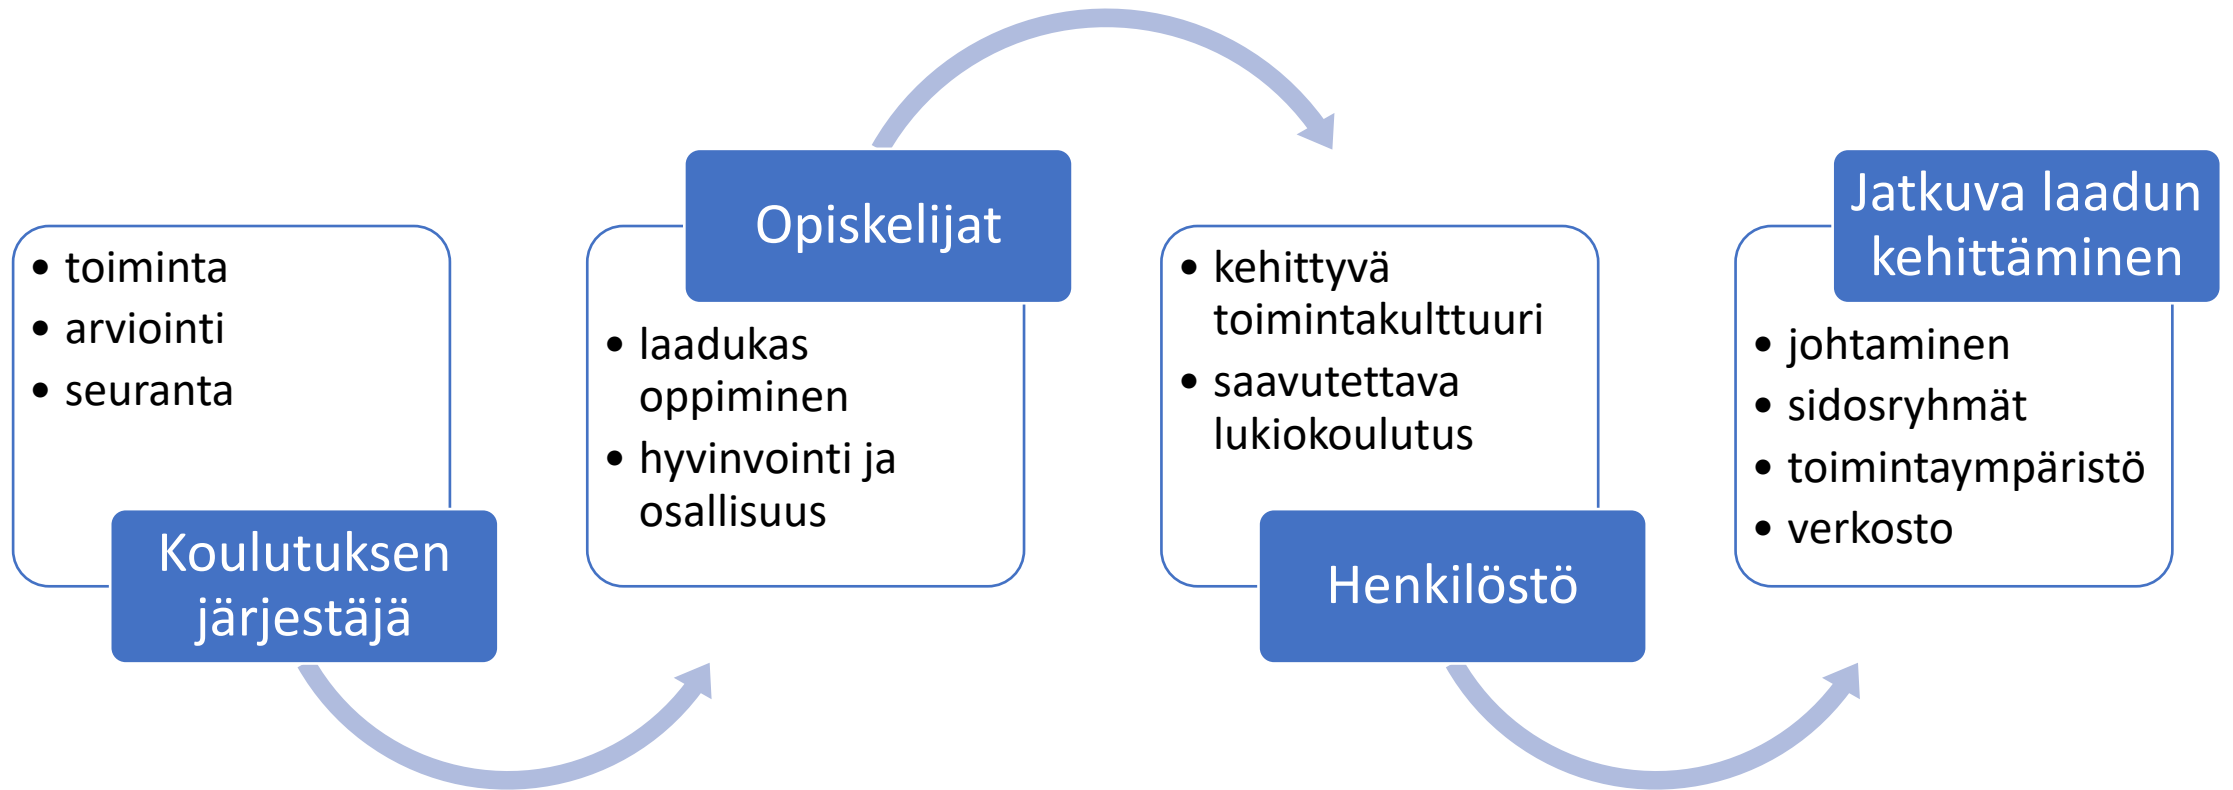 • toiminta
• arviointi
• seuranta
Koulutuksen
järjestäjä
Opiskelijat
• laadukas
oppiminen
• hyvinvointi ja
osallisuus
• kehittyvä
toimintakulttuuri
• saavutettava
lukiokoulutus
Henkilöstö
Jatkuva laadun
kehittäminen
• johtaminen
• sidosryhmät
• toimintaympäristö
• verkosto